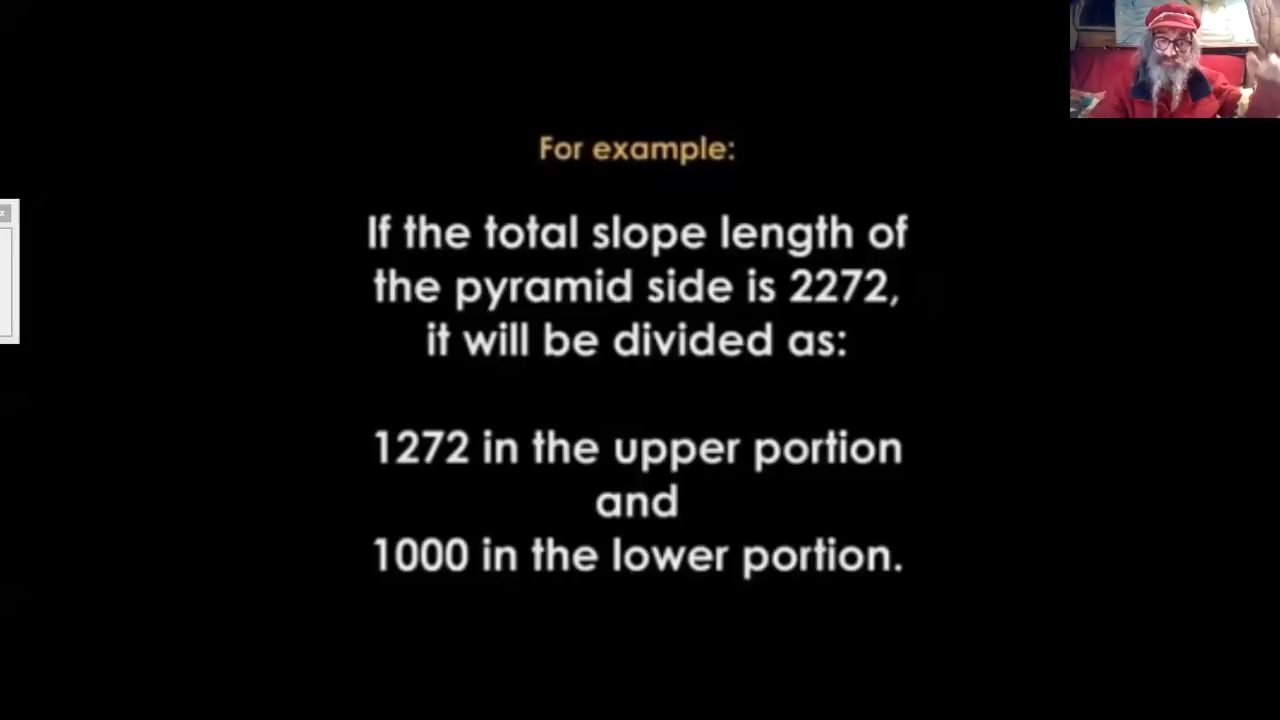 For example:
If the total slope length of
the pyramid side is 2272,
it will be divided as:
1272 in the upper portion
and
1000 in the lower portion.